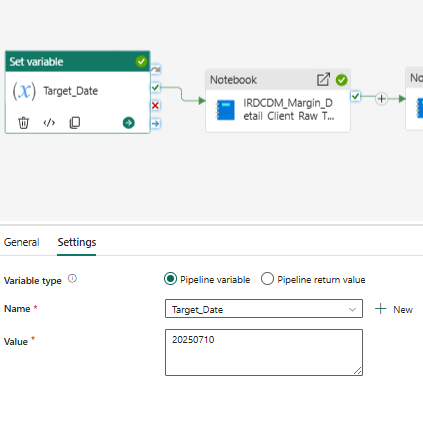 Set variable
(x) Target_Date
Notebook
IRDCDM_Margin_D
etail Client Raw T...
No
General
Settings
Variable type
Pipeline variable
Pipeline return value
Name *
Target_Date
+ New
Value *
20250710